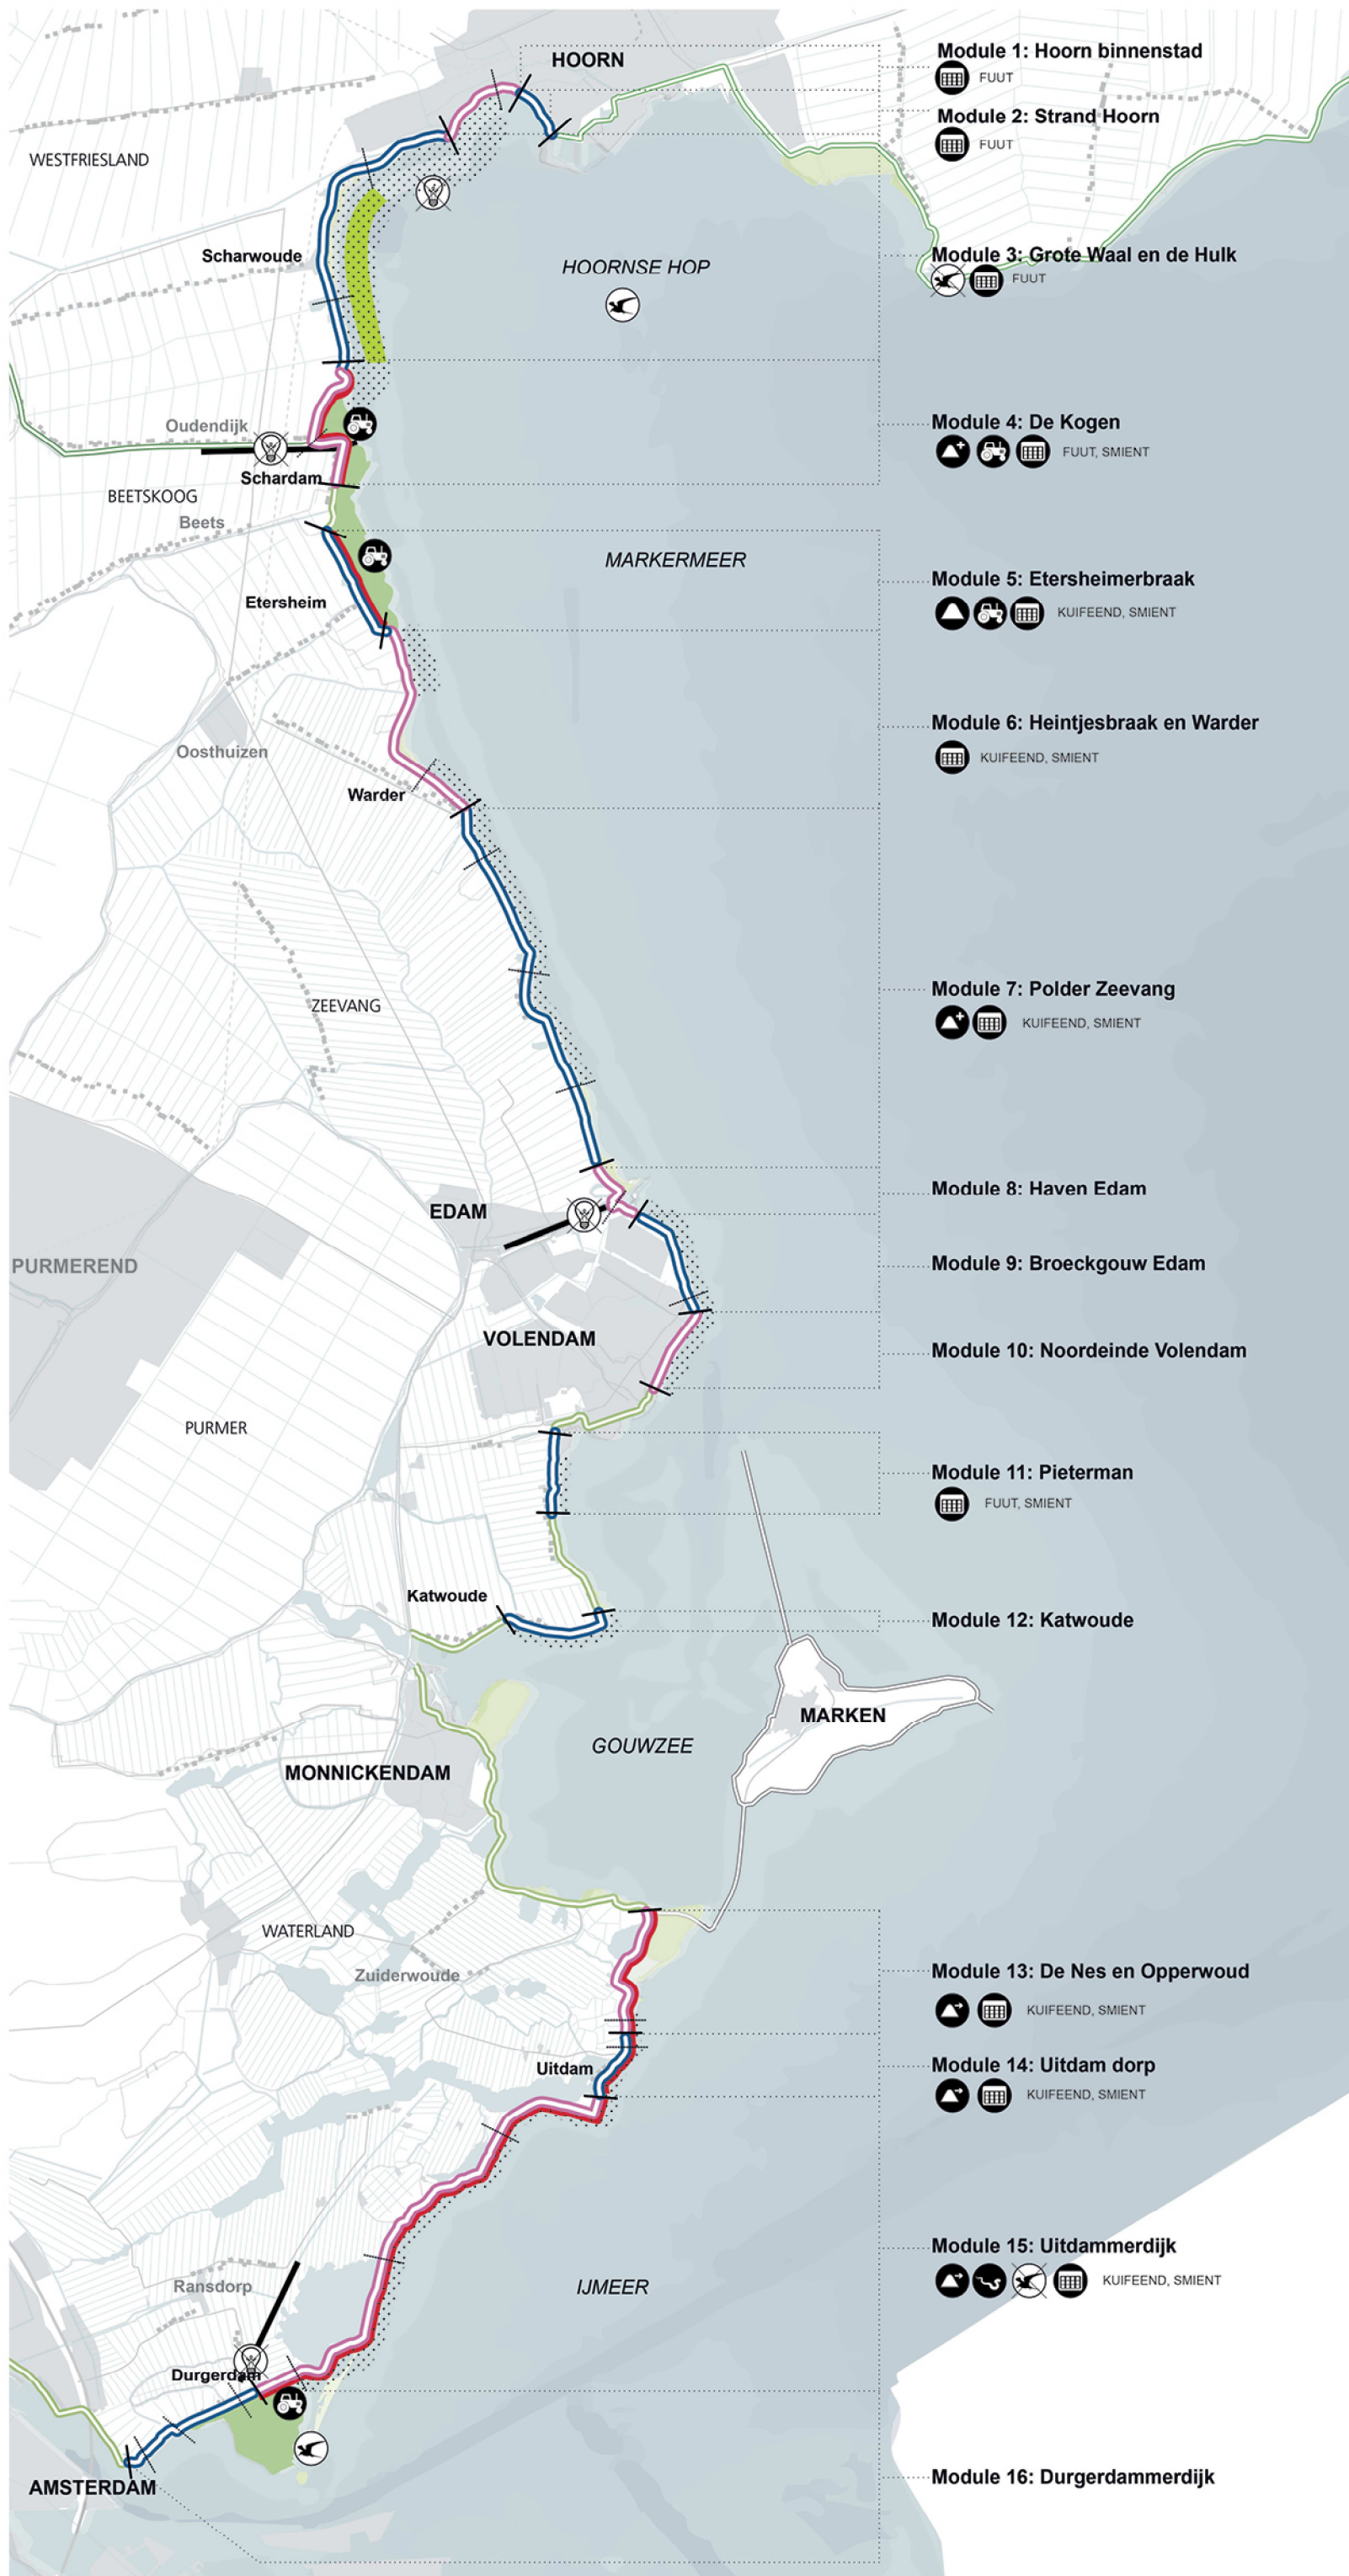 HOORN
Module 1: Hoorn binnenstad
FUUT
Module 2: Strand Hoorn
FUUT
WESTFRIESLAND
Scharwoude
HOORNSE HOP
Module 3: Grote Waal en de Hulk
FUUT
Oudendijk
Module 4: De Kogen
FUUT, SMIENT
Schardam
BEETSKOOG
Beets
MARKERMEER
Module 5: Etersheimerbraak
KUIFEEND, SMIENT
Etersheim
Module 6: Heintjesbraak en Warder
KUIFEEND, SMIENT
Oosthuizen
Warder
Module 7: Polder Zeevang
KUIFEEND, SMIENT
ZEEVANG
Module 8: Haven Edam
EDAM
PURMEREND
Module 9: Broeckgouw Edam
VOLENDAM
Module 10: Noordeinde Volendam
PURMER
Module 11: Pieterman
FUUT, SMIENT
Katwoude
Module 12: Katwoude
MARKEN
GOUWZEE
MONNICKENDAM
WATERLAND
Zuiderwoude
Module 13: De Nes en Opperwoud
KUIFEEND, SMIENT
Uitdam
Module 14: Uitdam dorp
KUIFEEND, SMIENT
Module 15: Uitdammerdijk
KUIFEEND, SMIENT
IJMEER
Ransdorp
Durgerdam
Module 16: Durgerdammerdijk
AMSTERDAM